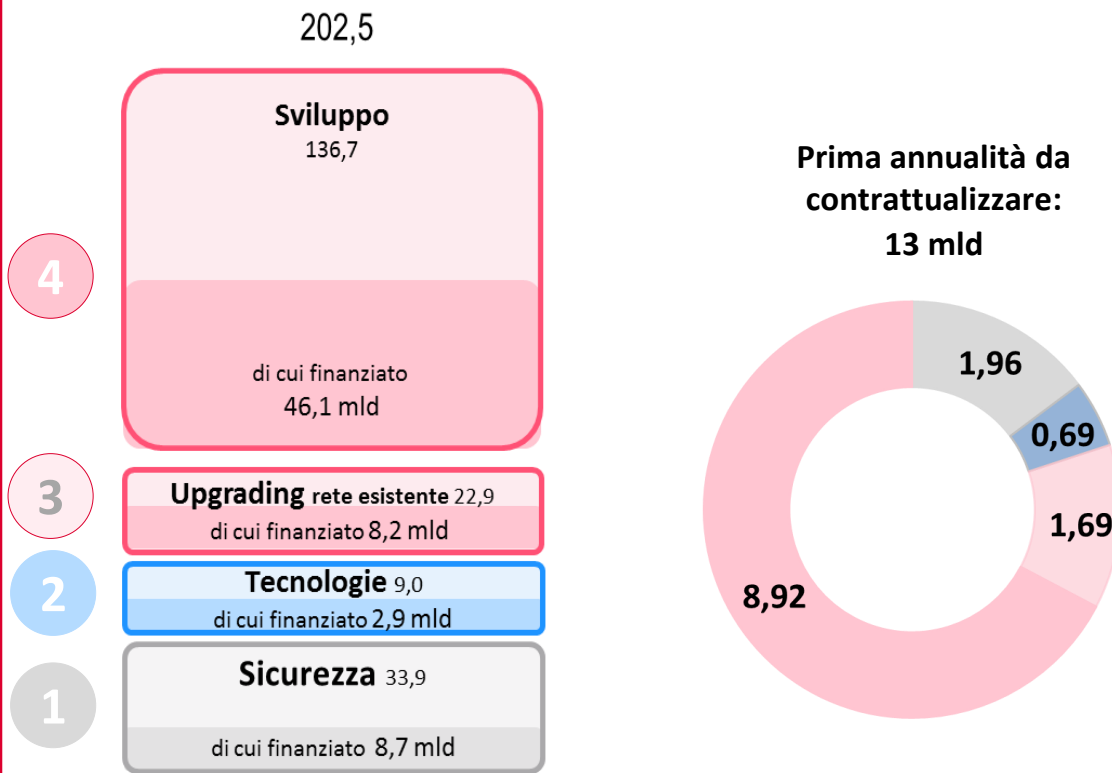 202,5
Sviluppo
136,7
4
di cui finanziato
46,1 mld
3
Upgrading rete esistente 22,9
di cui finanziato 8,2 mld
2
Tecnologie 9,0
di cui finanziato 2,9 mld
1
Sicurezza 33,9
di cui finanziato 8,7 mld
Prima annualità da
contrattualizzare:
13 mld
1,96
0,69
1,69
8,92